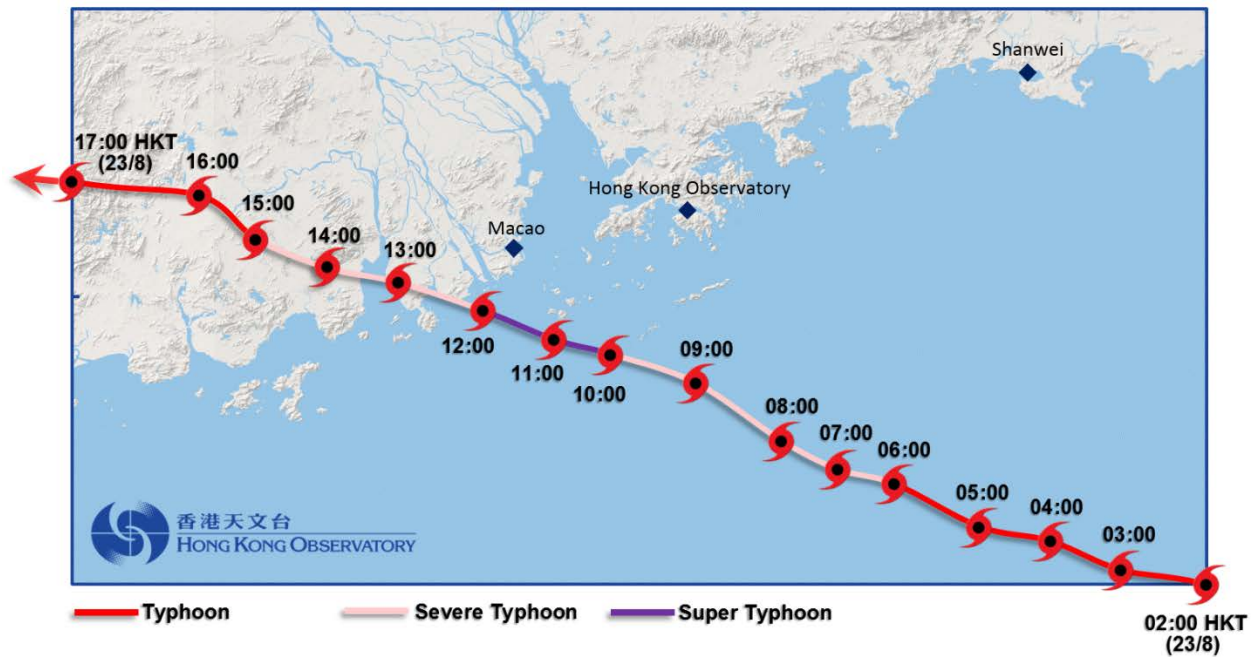 Shanwei
17:00 HKT
(23/8)
16:00
Hong Kong Observatory
15:00
Macao
14:00
13:00
12:00
11:00
10:00
09:00
08:00
07:00
06:00
05:00
04:00
03:00
香港天文台
HONG KONG OBSERVATORY
Typhoon
Severe Typhoon
Super Typhoon
02:00 HKT
(23/8)